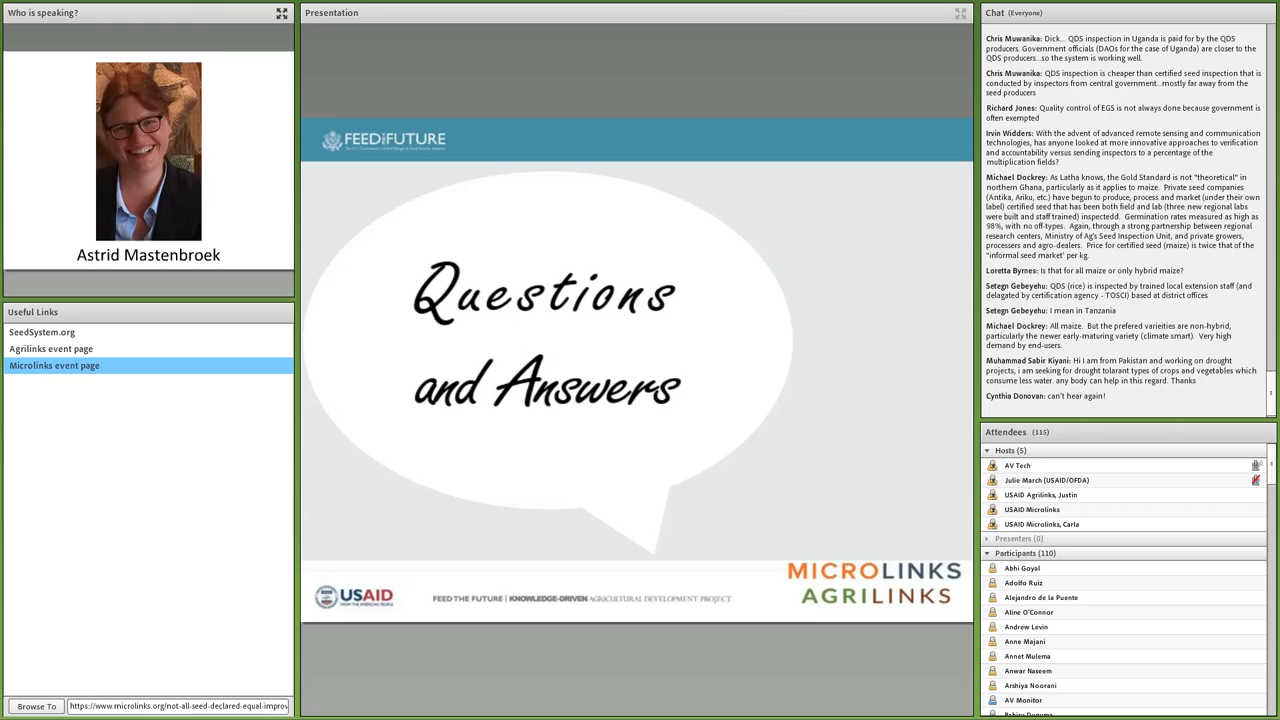 Who is speaking?
Astrid Mastenbroek
Useful Links
SeedSystem.org
Agrilinks event page
Microlinks event page
Browse To
https://www.microlinks.org/not-all-seed-declared-equal-improv
Presentation
FEED THE FUTURE
The U.S. Government's Global Hunger & Food Security Initiative
Questions
and Answers
USAID
FROM THE AMERICAN PEOPLE
FEED THE FUTURE | KNOWLEDGE-DRIVEN AGRICULTURAL DEVELOPMENT PROJECT
MICROLINKS
AGRILINKS
Chat (Everyone)
Chris Muwanika: Dick... QDS inspection in Uganda is paid for by the QDS
producers. Government officials (DAOs for the case of Uganda) are closer to the
QDS producers...so the system is working well.
Chris Muwanika: QDS inspection is cheaper than certified seed inspection that is
conducted by inspectors from central government...mostly far away from the
seed producers
Richard Jones: Quality control of EGS is not always done because government is
often exempted
Irvin Widders: With the advent of advanced remote sensing and communication
technologies, has anyone looked at more innovative approaches to verification
and accountability versus sending inspectors to a percentage of the
multiplication fields?
Michael Dockrey: As Latha knows, the Gold Standard is not "theoretical" in
northern Ghana, particularly as it applies to maize. Private seed companies
(Antika, Ariku, etc.) have begun to produce, process and market (under their own
label) certified seed that has been both field and lab (three new regional labs
were built and staff trained) inspectedd. Germination rates measured as high as
98%, with no off-types. Again, through a strong partnership between regional
research centers, Ministry of Ag's Seed Inspection Unit, and private growers,
processers and agro-dealers. Price for certified seed (maize) is twice that of the
"informal seed market' per kg.
Loretta Byrnes: Is that for all maize or only hybrid maize?
Setegn Gebeyehu: QDS (rice) is inspected by trained local extension staff (and
delagated by certification agency - TOSCI) based at district offices
Setegn Gebeyehu: I mean in Tanzania
Michael Dockrey: All maize. But the prefered varieities are non-hybrid,
particularly the newer early-maturing variety (climate smart). Very high
demand by end-users.
Muhammad Sabir Kiyani: Hi I am from Pakistan and working on drought
projects, i am seeking for drought tolarant types of crops and vegetables which
consume less water. any body can help in this regard. Thanks
Cynthia Donovan: can't hear again!
Attendees (115)
Hosts (5)
AV Tech
Julie March (USAID/OFDA)
USAID Agrilinks, Justin
USAID Microlinks
USAID Microlinks, Carla
Presenters (0)
Participants (110)
Abhi Goyal
Adolfo Ruiz
Alejandro de la Puente
Aline O'Connor
Andrew Levin
Anne Majani
Annet Mulema
Anwar Naseem
Arshiya Noorani
AV Monitor